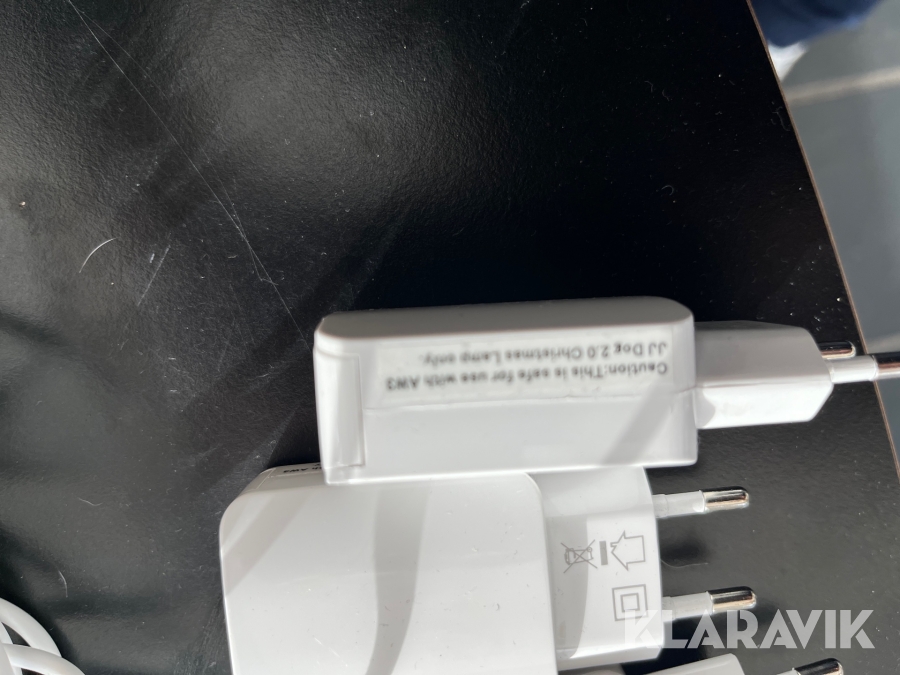 Caution:This is safe for use with AW3
JJ Dog 2.0 Christmas Lamp only.
KLARAVIK